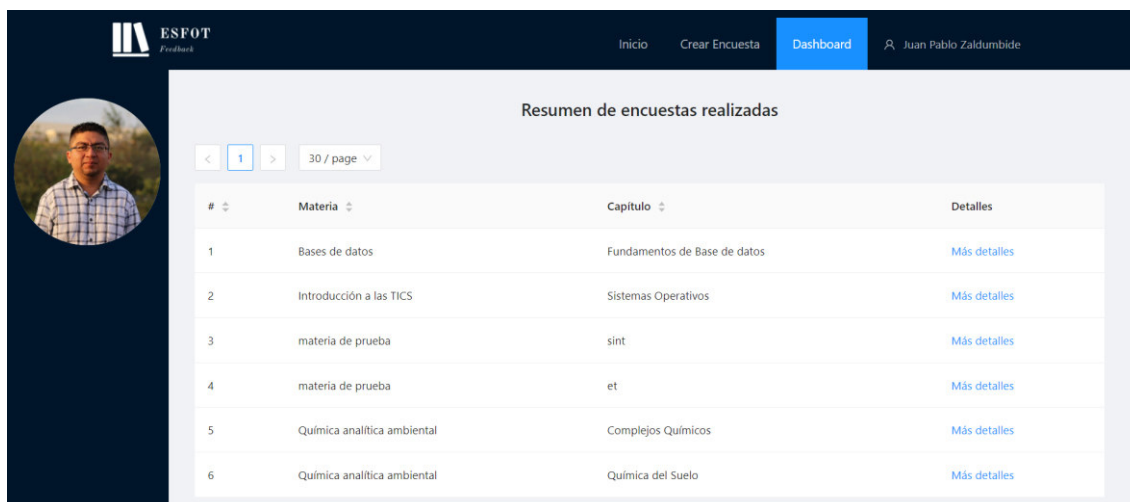 ESFOT
Feedback
Inicio Crear Encuesta Dashboard Juan Pablo Zaldumbide
Resumen de encuestas realizadas
< 1 > 30 / page
# Materia Capítulo Detalles
1 Bases de datos Fundamentos de Base de datos Más detalles
2 Introducción a las TICS Sistemas Operativos Más detalles
3 materia de prueba sint Más detalles
4 materia de prueba et Más detalles
5 Química analítica ambiental Complejos Químicos Más detalles
6 Química analítica ambiental Química del Suelo Más detalles